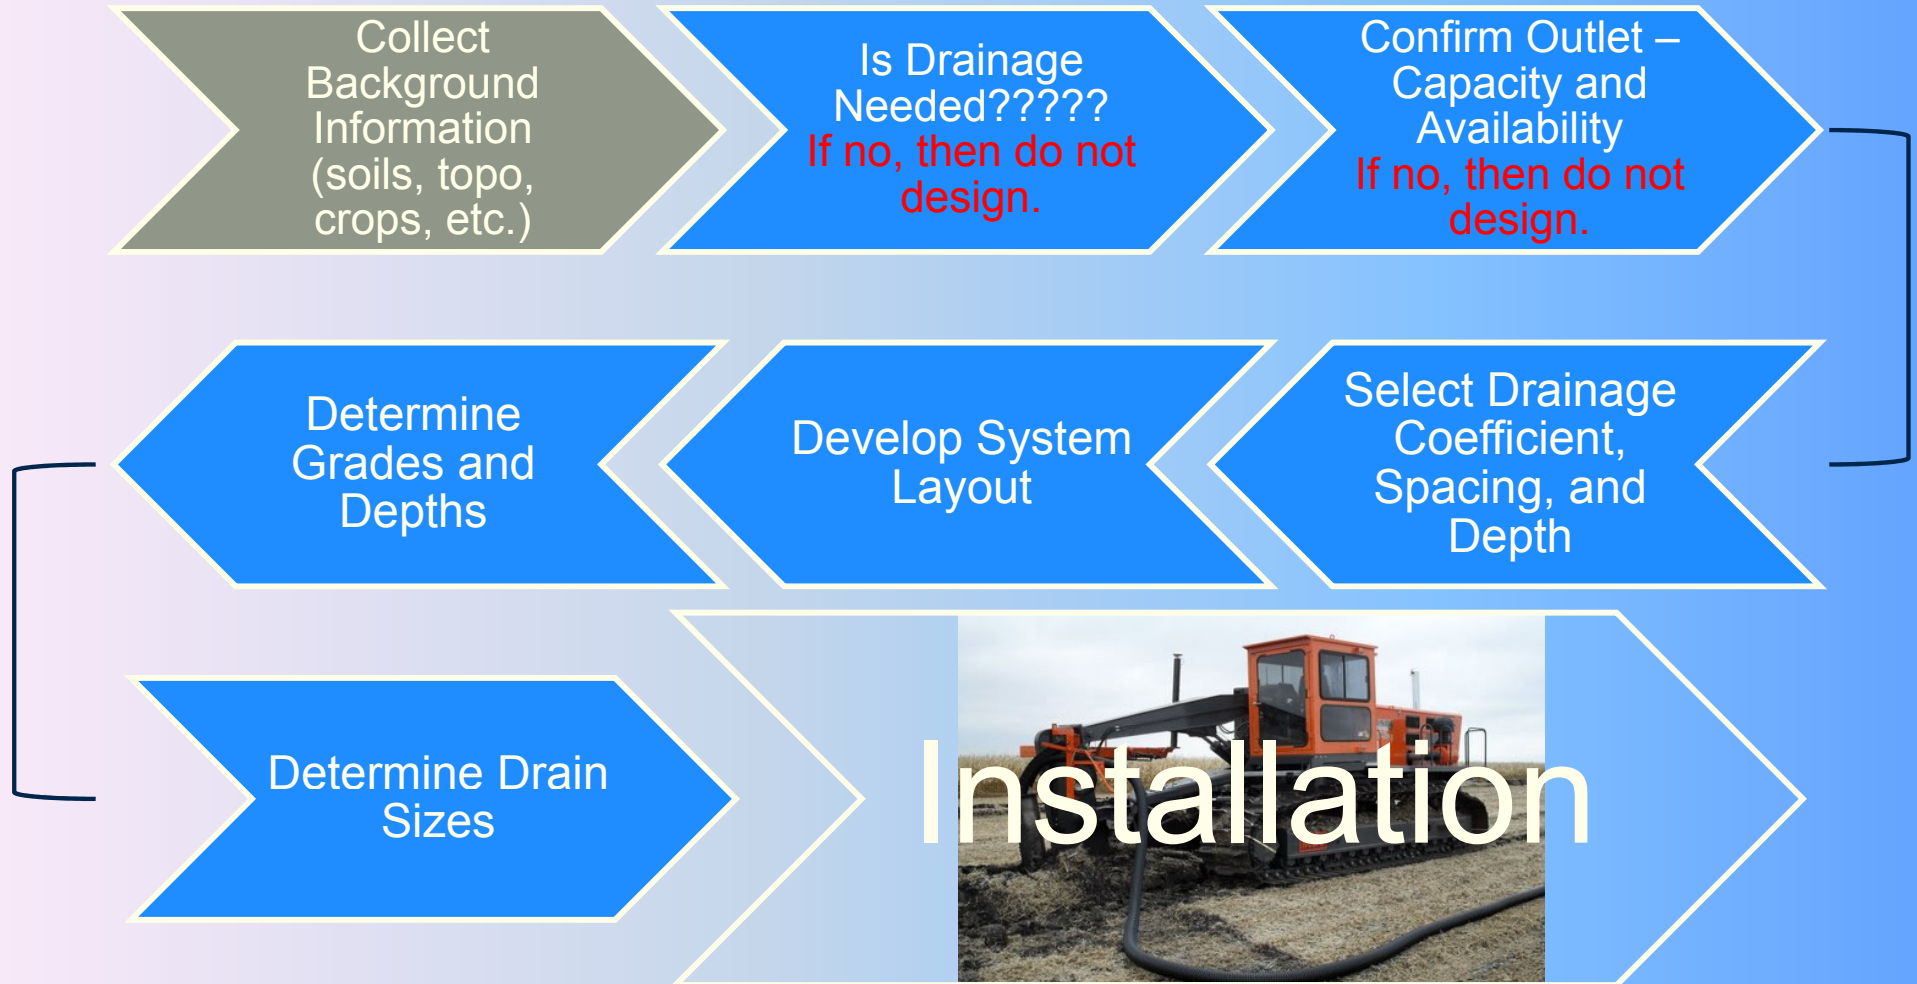 Collect
Background
Information
(soils, topo,
crops, etc.)
Is Drainage
Needed?????
If no, then do not
design.
Confirm Outlet –
Capacity and
Availability
If no, then do not
design.
Select Drainage
Coefficient,
Spacing, and
Depth
Develop System
Layout
Determine
Grades and
Depths
Determine Drain
Sizes
Installation